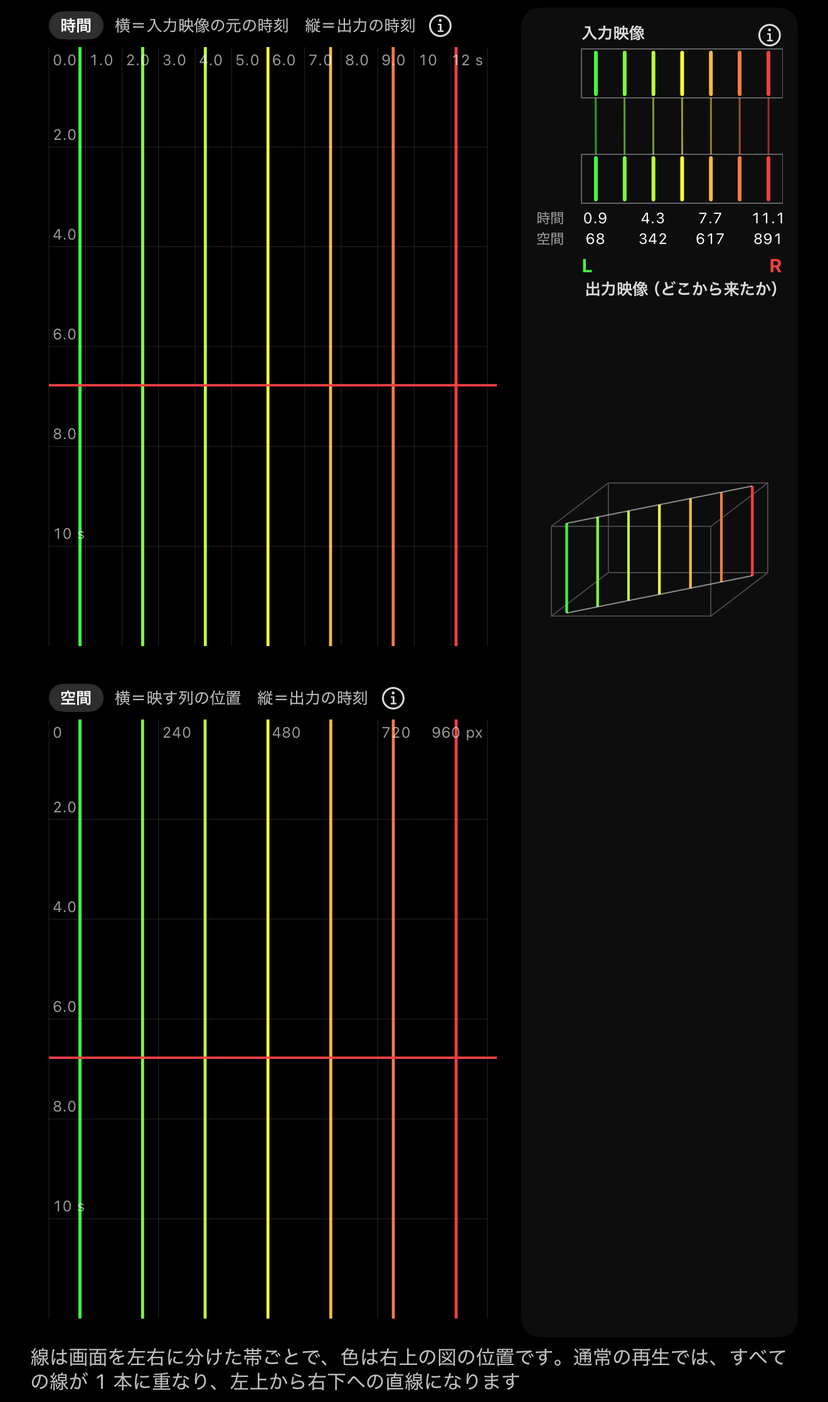 時間 横＝入力映像の元の時刻 縦＝出力の時刻
0.0 1.0 2.0 3.0 4.0 5.0 6.0 7.0 8.0 9.0 10 12 s
2.0
4.0
6.0
8.0
10 s
入力映像
時間 0.9 4.3 7.7 11.1
空間 68 342 617 891
L R
出力映像（どこから来たか）
空間 横＝映す列の位置 縦＝出力の時刻
0 240 480 720 960 px
2.0
4.0
6.0
8.0
10 s
線は画面を左右に分けた帯ごとで、色は右上の図の位置です。通常の再生では、すべて
の線が 1 本に重なり、左上から右下への直線になります